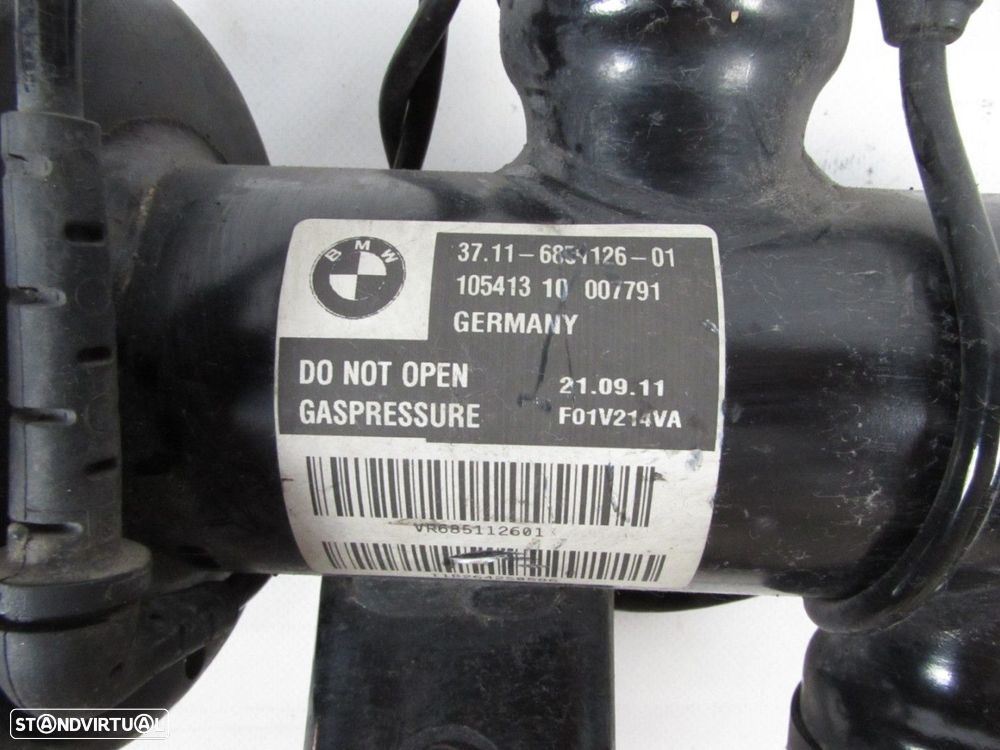 BMW
37.11-6851126-01
105413 10 007791
GERMANY
DO NOT OPEN
GASPRESSURE
21.09.11
F01V214VA
VR685112601
STANDVIRTUAL